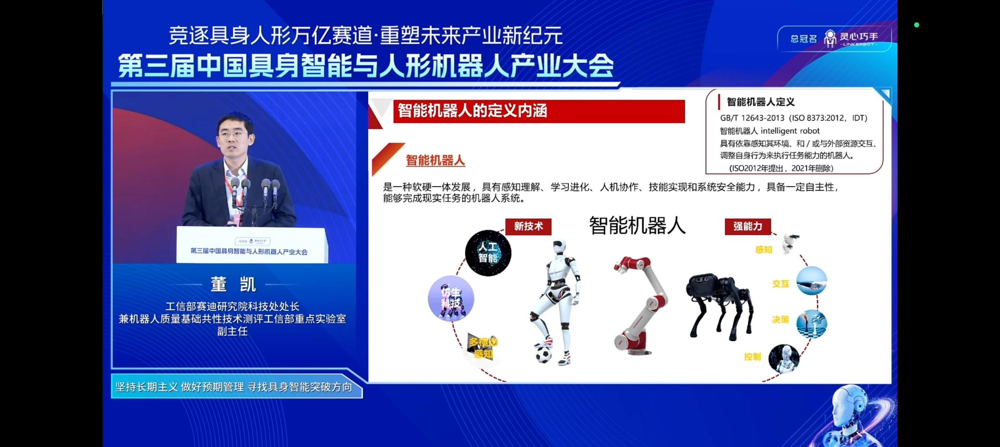 竞逐具身人形万亿赛道·重塑未来产业新纪元
第三届中国具身智能与人形机器人产业大会
总冠名 灵心巧手
LINKERBOT
智能机器人的定义内涵
智能机器人定义
GB/T 12643-2013（ISO 8373:2012，IDT）
智能机器人 intelligent robot
具有依靠感知其环境、和 / 或与外部资源交互、
调整自身行为来执行任务能力的机器人。
（ISO2012年提出，2021年删除）
智能机器人
是一种软硬一体发展，具有感知理解、学习进化、人机协作、技能实现和系统安全能力，具备一定自主性，
能够完成现实任务的机器人系统。
新技术
智能机器人
强能力
人工
智能
仿生
科技
多模态
感知
感知
交互
决策
控制
总冠名 灵心巧手
第三届中国具身智能与人形机器人产业大会
董 凯
工信部赛迪研究院科技处处长
兼机器人质量基础共性技术测评工信部重点实验室
副主任
坚持长期主义 做好预期管理 寻找具身智能突破方向